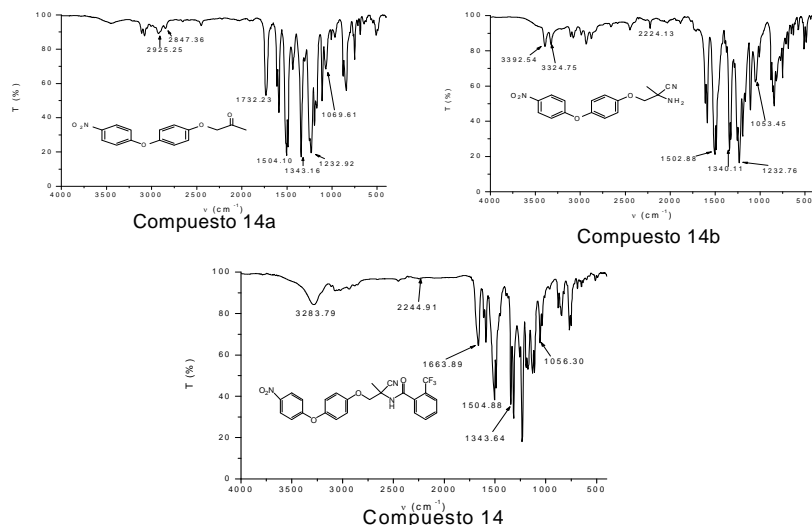 100
80
60
40
20
0
T (%)
2847.36
2925.25
1732.23
1069.61
1504.10
1343.16
1232.92
O2N
O
O
O
4000
3500
3000
2500
2000
1500
1000
500
ν (cm-1)
Compuesto 14a
100
80
60
40
20
0
T (%)
2224.13
3392.54
3324.75
1053.45
1502.88
1340.11
1232.76
O2N
O
O
CN
NH2
4000
3500
3000
2500
2000
1500
1000
500
ν (cm-1)
Compuesto 14b
100
80
60
40
20
0
T (%)
3283.79
2244.91
1663.89
1056.30
1504.88
1343.64
O2N
O
O
CN
N
H
O
CF3
4000
3500
3000
2500
2000
1500
1000
500
ν (cm-1)
Compuesto 14